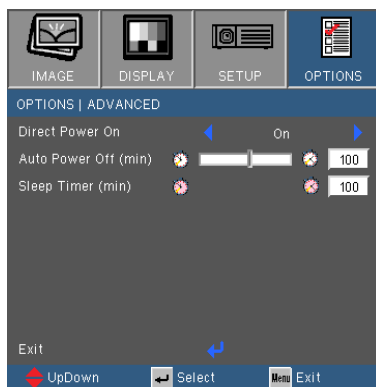 IMAGE DISPLAY SETUP OPTIONS
OPTIONS | ADVANCED
Direct Power On On
Auto Power Off (min) 100
Sleep Timer (min) 100
Exit
UpDown Select Menu Exit